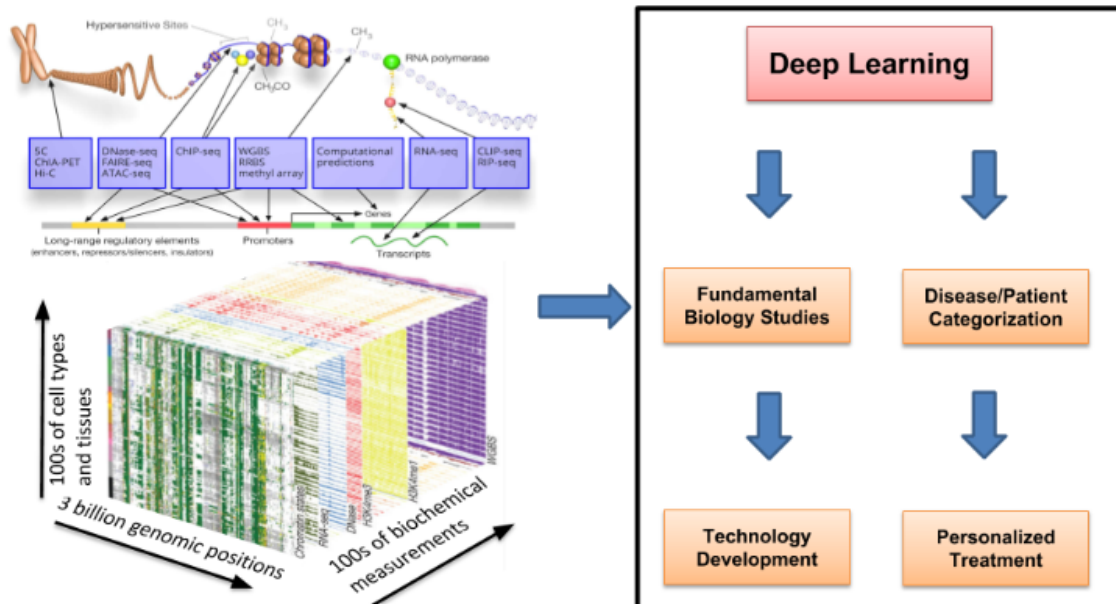 Hypersensitive Sites
CH3
CH3
RNA polymerase
CH3CO
5C
ChIA-PET
Hi-C
DNase-seq
FAIRE-seq
ATAC-seq
ChIP-seq
WGBS
RRBS
methyl array
Computational
predictions
RNA-seq
CLIP-seq
RIP-seq
Genes
Long-range regulatory elements
(enhancers, repressors/silencers, insulators)
Promoters
Transcripts
100s of cell types
and tissues
3 billion genomic positions
Chromatin states
RNA-seq
DNase
H3K4me3
H3K4me1
WGBS
100s of biochemical
measurements
Deep Learning
Fundamental
Biology Studies
Disease/Patient
Categorization
Technology
Development
Personalized
Treatment